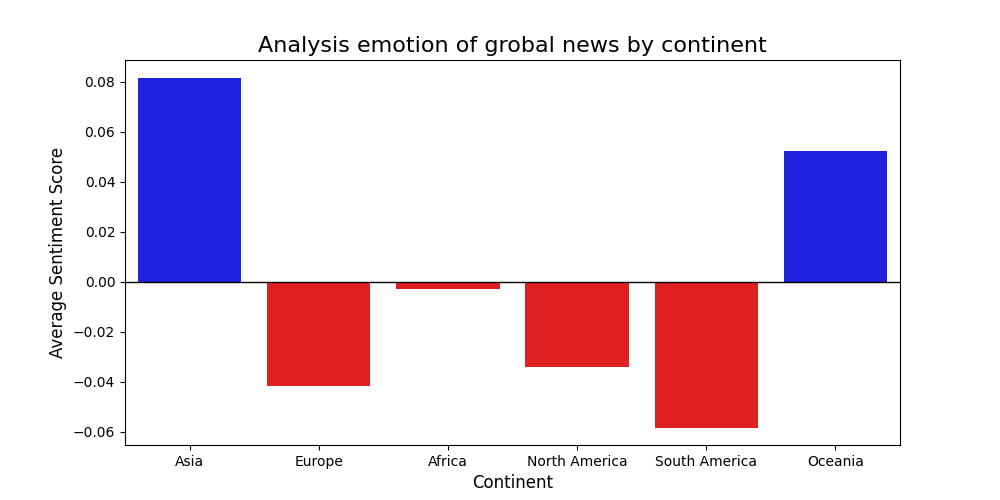 Analysis emotion of grobal news by continent
Average Sentiment Score
0.08
0.06
0.04
0.02
0.00
−0.02
−0.04
−0.06
Asia Europe Africa North America South America Oceania
Continent